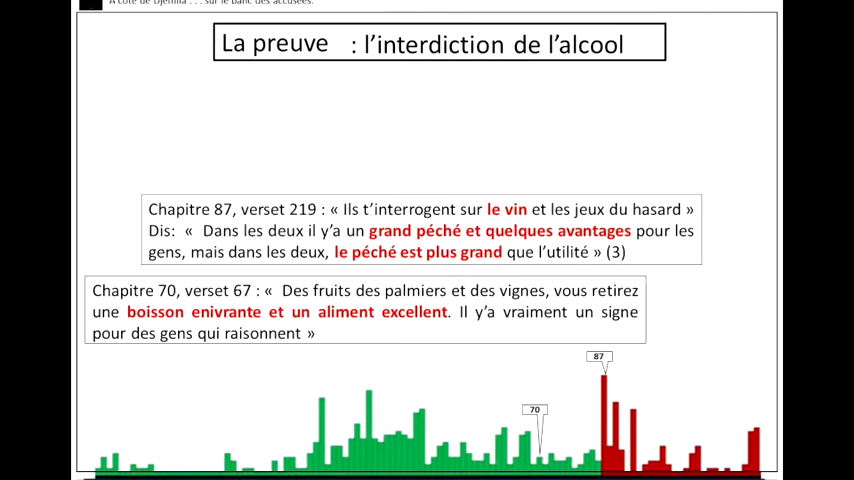 A côté de Djemila . . . sur le banc des accusées.
La preuve : l’interdiction de l’alcool
Chapitre 87, verset 219 : « Ils t’interrogent sur le vin et les jeux du hasard »
Dis: « Dans les deux il y’a un grand péché et quelques avantages pour les
gens, mais dans les deux, le péché est plus grand que l’utilité » (3)
Chapitre 70, verset 67 : « Des fruits des palmiers et des vignes, vous retirez
une boisson enivrante et un aliment excellent. Il y’a vraiment un signe
pour des gens qui raisonnent »
87
70